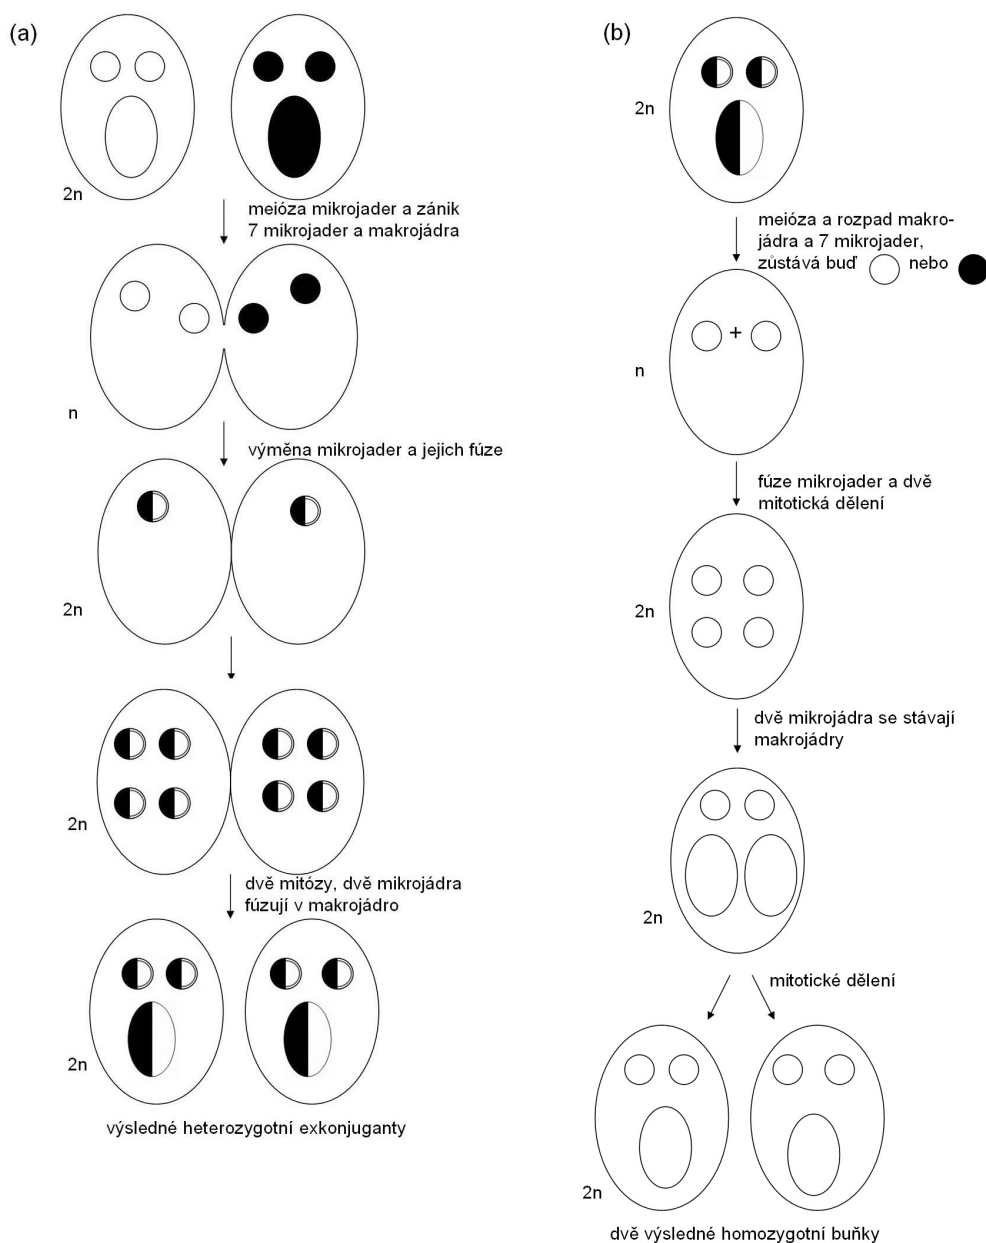 (a)
2n
meióza mikrojader a zánik
7 mikrojader a makrojádra
n
výměna mikrojader a jejich fúze
2n
2n
dvě mitózy, dvě mikrojádra
fúzují v makrojádro
2n
výsledné heterozygotní exkonjuganty
(b)
2n
meióza a rozpad makro-
jádra a 7 mikrojader,
zůstává buď nebo
+
n
fúze mikrojader a dvě
mitotická dělení
2n
dvě mikrojádra se stávají
makrojádry
2n
mitotické dělení
2n
dvě výsledné homozygotní buňky